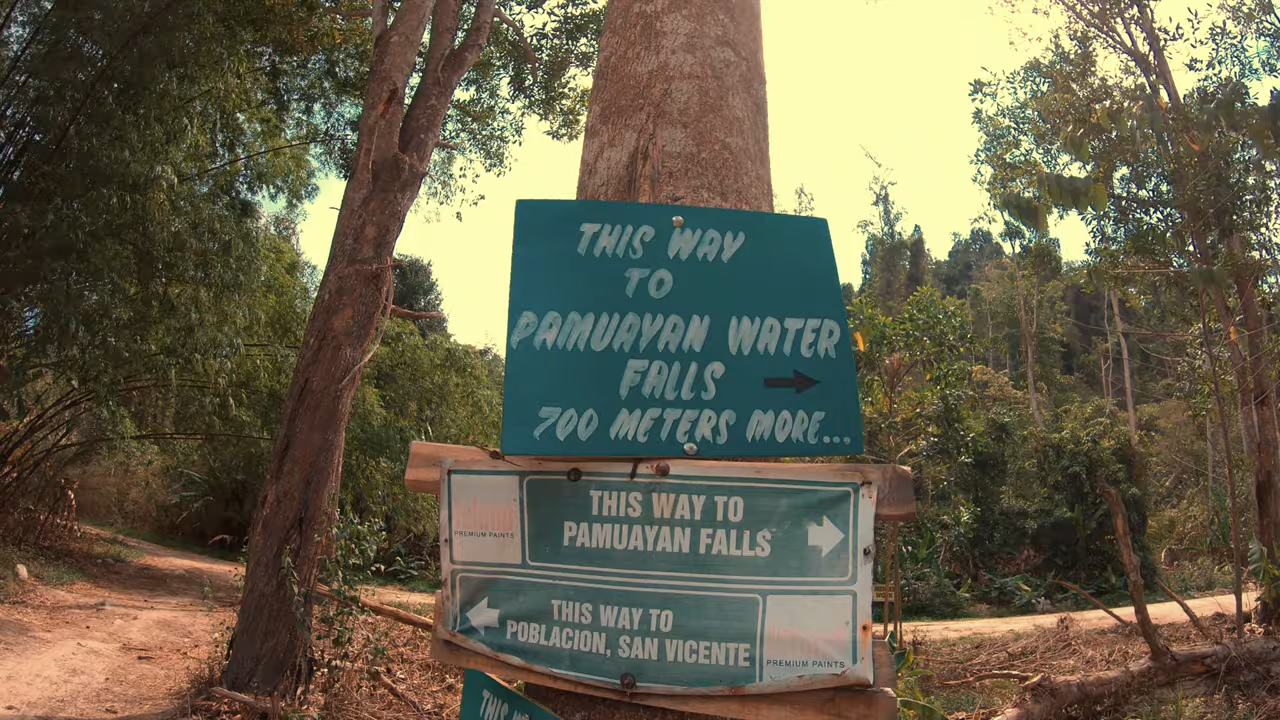 THIS WAY
TO
PAMUAYAN WATER
FALLS
700 METERS MORE...
THIS WAY TO
PAMUAYAN FALLS
PREMIUM PAINTS
THIS WAY TO
POBLACION, SAN VICENTE
PREMIUM PAINTS
THIS